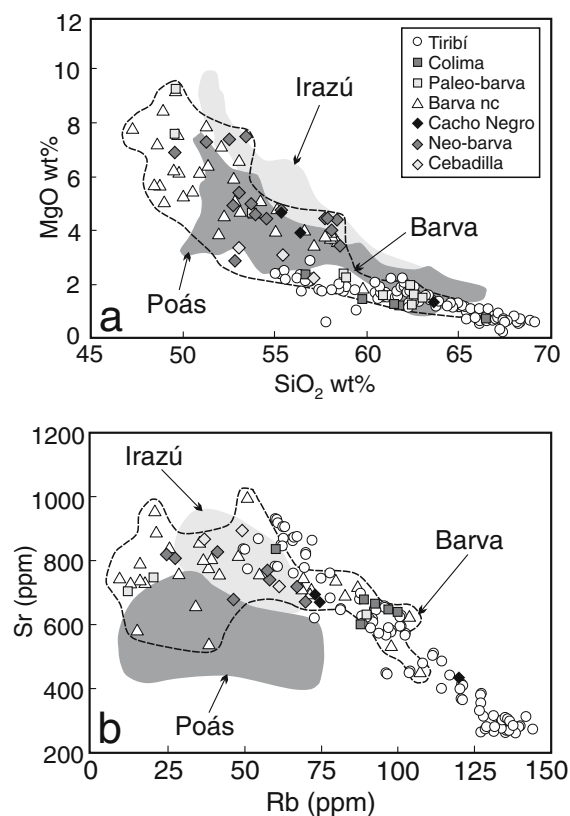 12
10
8
6
4
2
0
MgO wt%
Tiribí
Colima
Paleo-barva
Barva nc
Cacho Negro
Neo-barva
Cebadilla
Irazú
Barva
Poás
a
45 50 55 60 65 70
SiO₂ wt%
1200
1000
800
600
400
200
Sr (ppm)
Irazú
Barva
Poás
b
0 25 50 75 100 125 150
Rb (ppm)